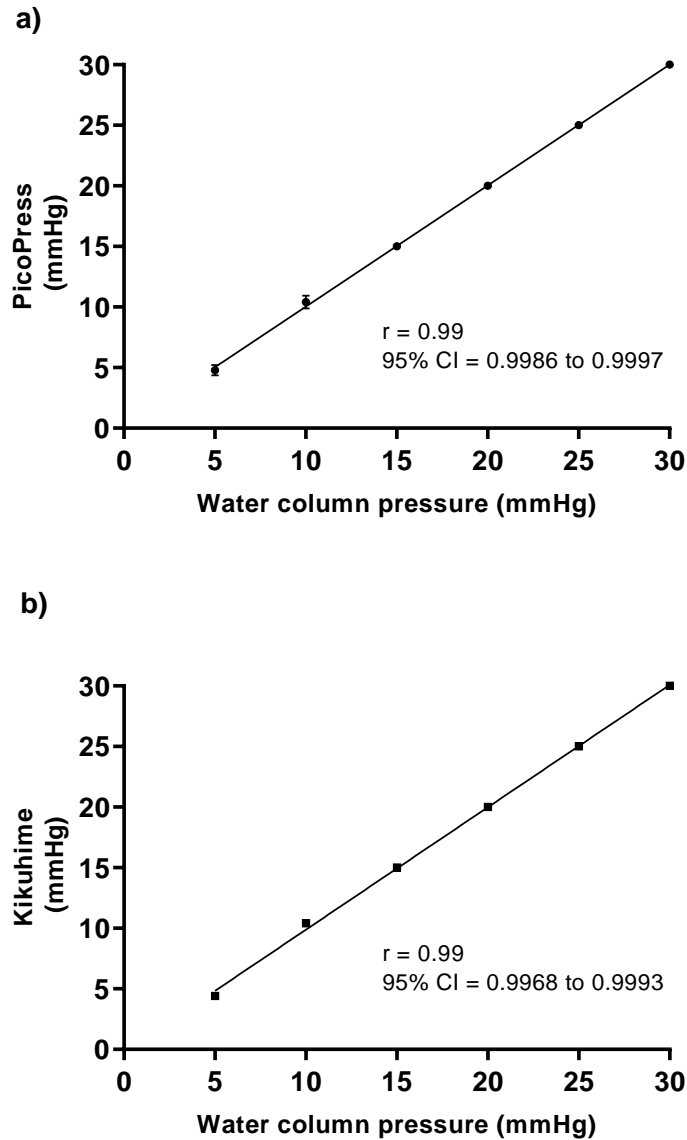 a)
PicoPress
(mmHg)
30
25
20
15
10
5
0
r = 0.99
95% CI = 0.9986 to 0.9997
0 5 10 15 20 25 30
Water column pressure (mmHg)
b)
Kikuhime
(mmHg)
30
25
20
15
10
5
0
r = 0.99
95% CI = 0.9968 to 0.9993
0 5 10 15 20 25 30
Water column pressure (mmHg)